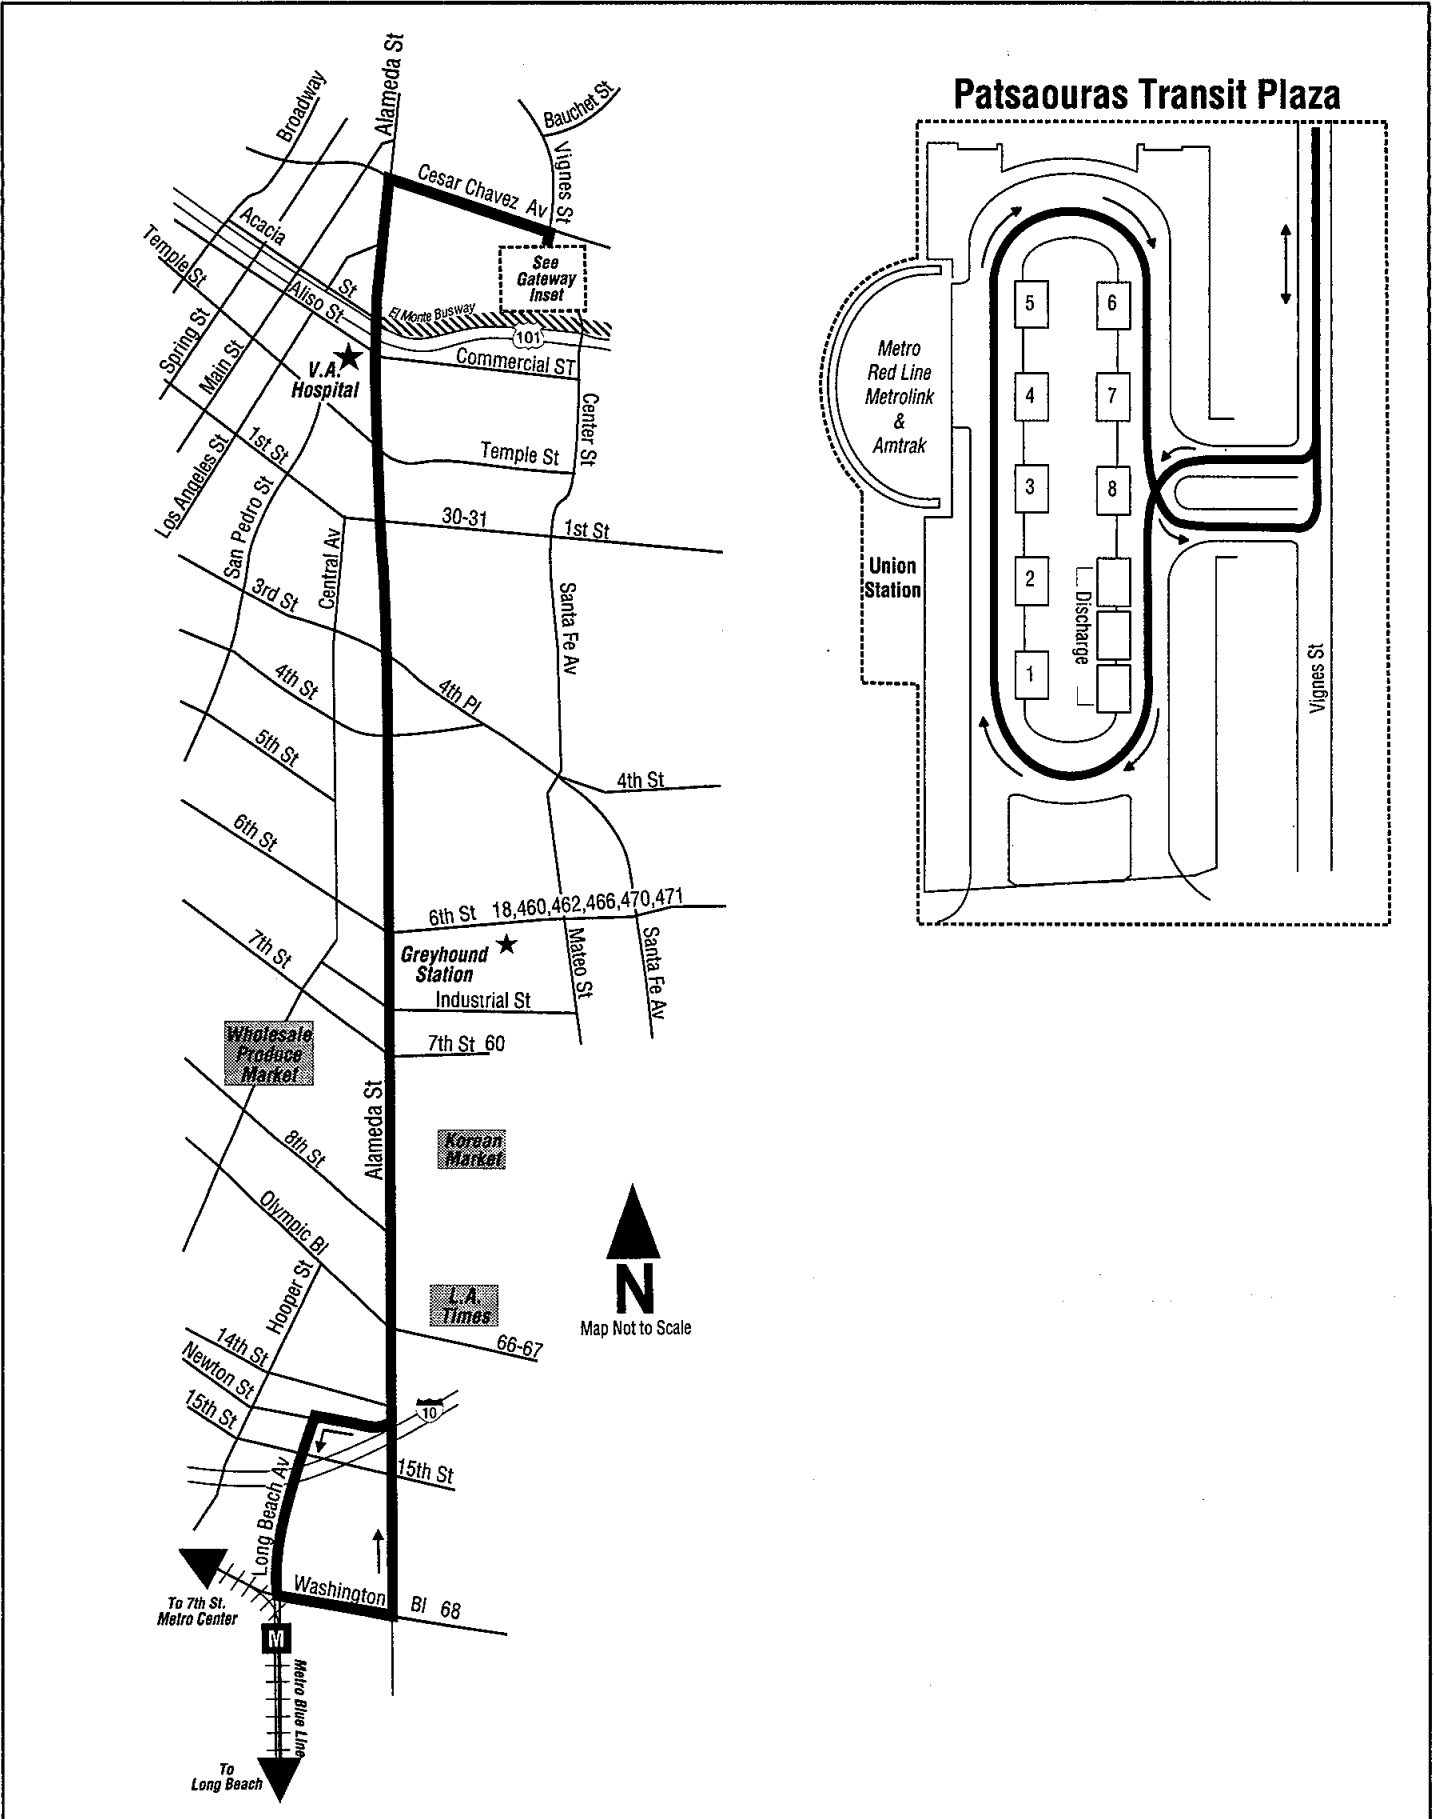 Alameda St
Broadway
Bauchet St
Vignes St
Cesar Chavez Av
Acacia
St
Temple St
Aliso St
See
Gateway
Inset
El Monte Busway
101
Commercial ST
Spring St
Main St
V.A.
Hospital
Center St
Los Angeles St
1st St
Temple St
San Pedro St
30-31
1st St
Central Av
3rd St
Santa Fe Av
4th St
4th Pl
5th St
4th St
6th St
6th St 18,460,462,466,470,471
7th St
Greyhound
Station
Mateo St
Santa Fe Av
Industrial St
Wholesale
Produce
Market
7th St 60
Alameda St
8th St
Korean
Market
Olympic Bl
Hooper St
L.A.
Times
N
Map Not to Scale
66-67
14th St
Newton St
15th St
10
15th St
Long Beach Av
Washington
Bl 68
To 7th St.
Metro Center
M
Metro Blue Line
To
Long Beach
Patsaouras Transit Plaza
5
6
Metro
Red Line
Metrolink
&
Amtrak
4
7
3
8
Union
Station
2
Discharge
1
Vignes St